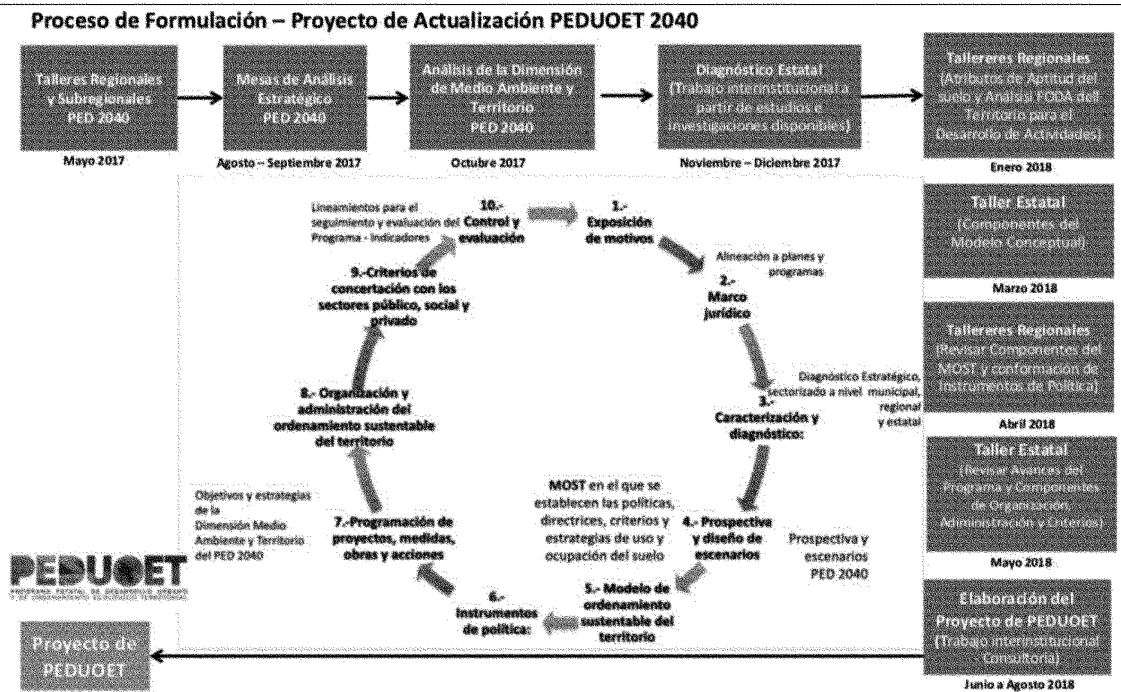 Proceso de Formulación – Proyecto de Actualización PEDUOET 2040
Talleres Regionales
y Subregionales
PED 2040
Mayo 2017
Mesas de Análisis
Estratégico
PED 2040
Agosto – Septiembre 2017
Análisis de la Dimensión
de Medio Ambiente y
Territorio
PED 2040
Octubre 2017
Diagnóstico Estatal
(Trabajo interinstitucional a
partir de estudios e
investigaciones disponibles)
Noviembre – Diciembre 2017
Tallereres Regionales
(Atributos de Aptitud del
suelo y Análisi FODA dell
Territorio para el
Desarrollo de Actividades)
Enero 2018
Taller Estatal
(Componentes del
Modelo Conceptual)
Marzo 2018
Tallereres Regionales
(Revisar Componentes del
MOST y conformación de
Instrumentos de Política)
Abril 2018
Taller Estatal
(Revisar Avances del
Programa y Componentes
de Organización,
Administración y Criterios)
Mayo 2018
Elaboración del
Proyecto de PEDUOET
(Trabajo interinstitucional
- Consultoría)
Junio a Agosto 2018
1.-
Exposición
de motivos
Alineación a planes y
programas
2.-
Marco
jurídico
Diagnóstico Estratégico,
sectorizado a nivel municipal,
regional
y estatal
3.-
Caracterización y
diagnóstico:
4.- Prospectiva
y diseño de
escenarios
Prospectiva y
escenarios
PED 2040
MOST en el que se
establecen las políticas,
directrices, criterios y
estrategias de uso y
ocupación del suelo
5.- Modelo de
ordenamiento
sustentable del
territorio
6.-
Instrumentos
de política:
7.-Programación de
proyectos, medidas,
obras y acciones
Objetivos y estrategias
de la
Dimensión Medio
Ambiente y Territorio
del PED 2040
8.- Organización y
administración del
ordenamiento sustentable
del territorio
9.-Criterios de
concertación con los
sectores público, social y
privado
10.-
Control y
evaluación
Lineamientos para el
seguimiento y evaluación del
Programa - Indicadores
PEDUOET
PROGRAMA ESTATAL DE DESARROLLO URBANO
Y DE ORDENAMIENTO ECOLÓGICO TERRITORIAL
Proyecto de
PEDUOET